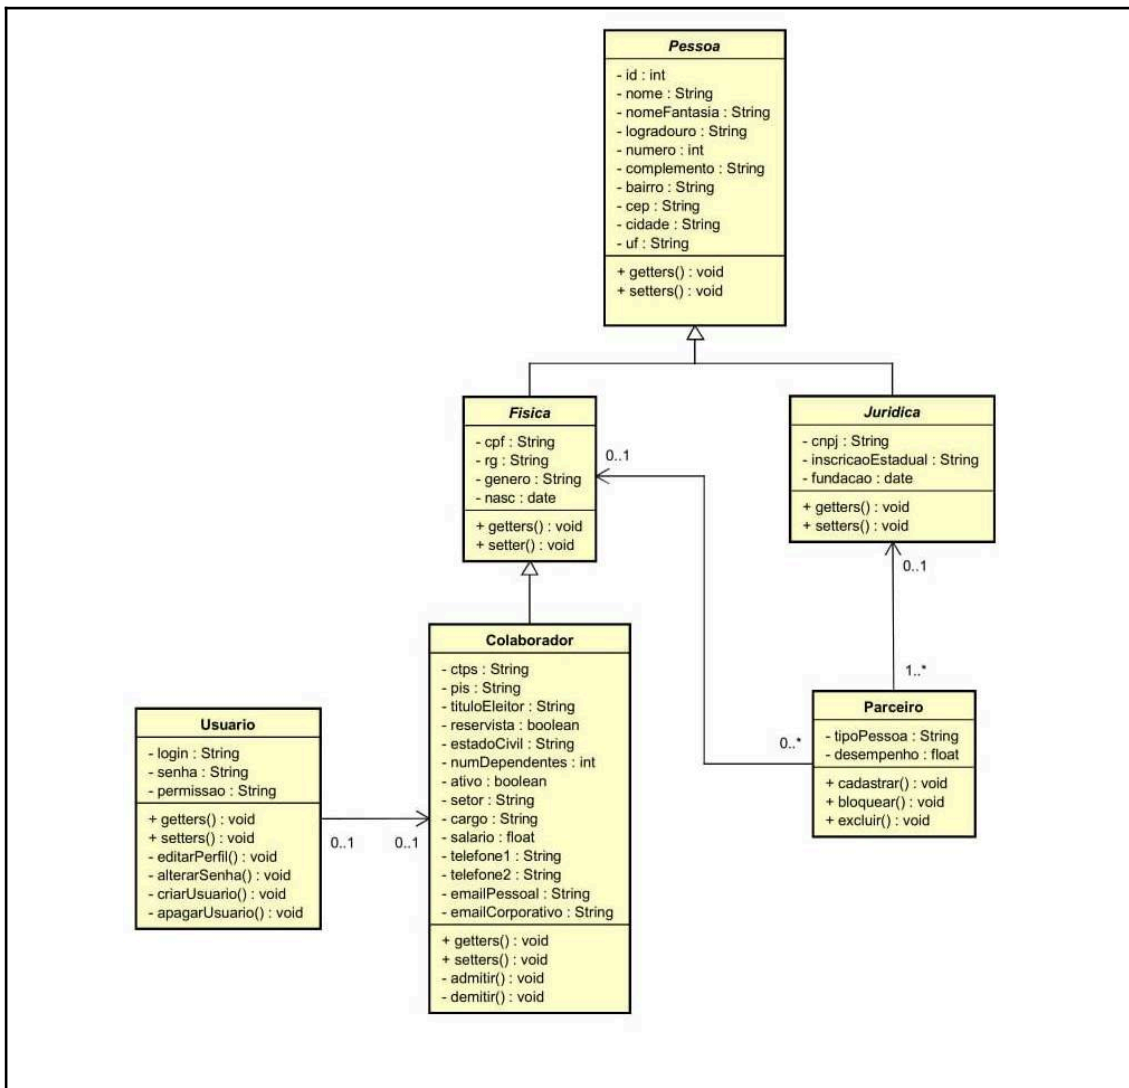 Pessoa
- id : int
- nome : String
- nomeFantasia : String
- logradouro : String
- numero : int
- complemento : String
- bairro : String
- cep : String
- cidade : String
- uf : String
+ getters() : void
+ setters() : void
Fisica
- cpf : String
- rg : String
- genero : String
- nasc : date
+ getters() : void
+ setter() : void
0..1
Juridica
- cnpj : String
- inscricaoEstadual : String
- fundacao : date
+ getters() : void
+ setters() : void
0..1
1..*
Colaborador
- ctps : String
- pis : String
- tituloEleitor : String
- reservista : boolean
- estadoCivil : String
- numDependentes : int
- ativo : boolean
- setor : String
- cargo : String
- salario : float
- telefone1 : String
- telefone2 : String
- emailPessoal : String
- emailCorporativo : String
+ getters() : void
+ setters() : void
- admitir() : void
- demitir() : void
Usuario
- login : String
- senha : String
- permissao : String
+ getters() : void
+ setters() : void
- editarPerfil() : void
- alterarSenha() : void
- criarUsuario() : void
- apagarUsuario() : void
0..1
0..1
0..*
Parceiro
- tipoPessoa : String
- desempenho : float
+ cadastrar() : void
+ bloquear() : void
+ excluir() : void